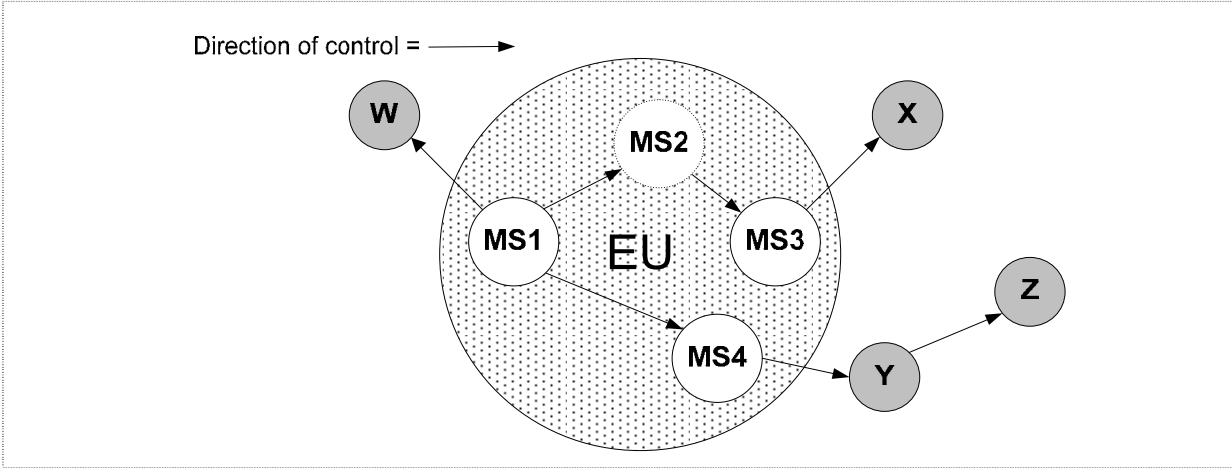 Direction of control =
W
X
MS2
MS1
EU
MS3
Z
MS4
Y